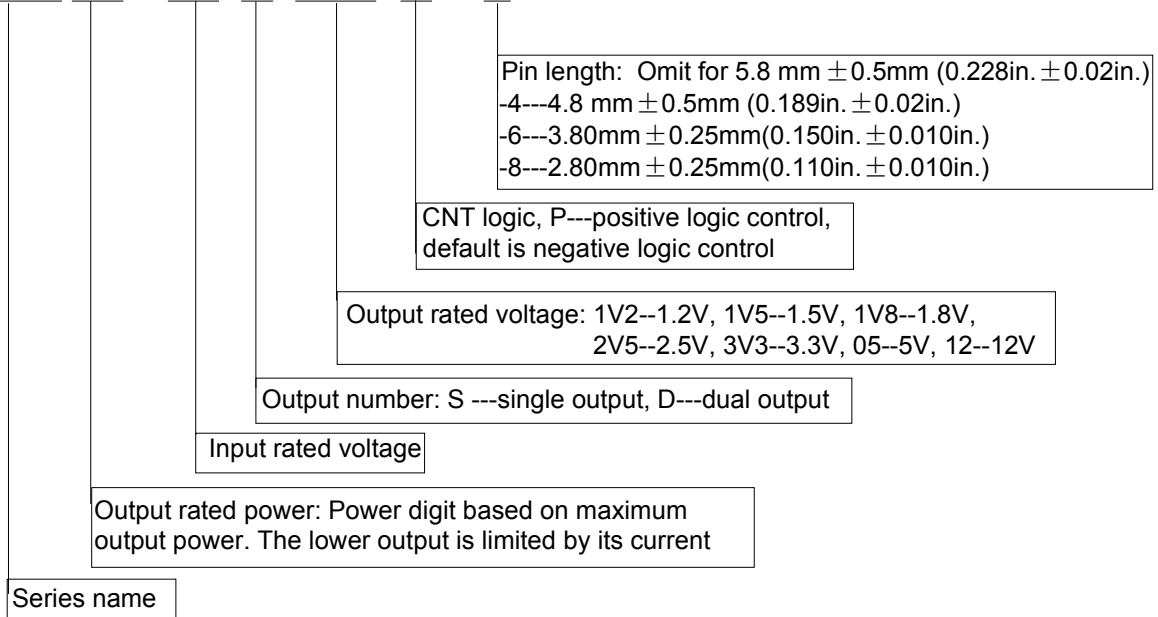 Pin length:  Omit for 5.8 mm ±0.5mm (0.228in. ±0.02in.)
-4---4.8 mm ±0.5mm (0.189in. ±0.02in.)
-6---3.80mm ±0.25mm(0.150in. ±0.010in.)
-8---2.80mm ±0.25mm(0.110in. ±0.010in.)
CNT logic, P---positive logic control,
default is negative logic control
Output rated voltage: 1V2--1.2V, 1V5--1.5V, 1V8--1.8V,
2V5--2.5V, 3V3--3.3V, 05--5V, 12--12V
Output number: S ---single output, D---dual output
Input rated voltage
Output rated power: Power digit based on maximum
output power. The lower output is limited by its current
Series name